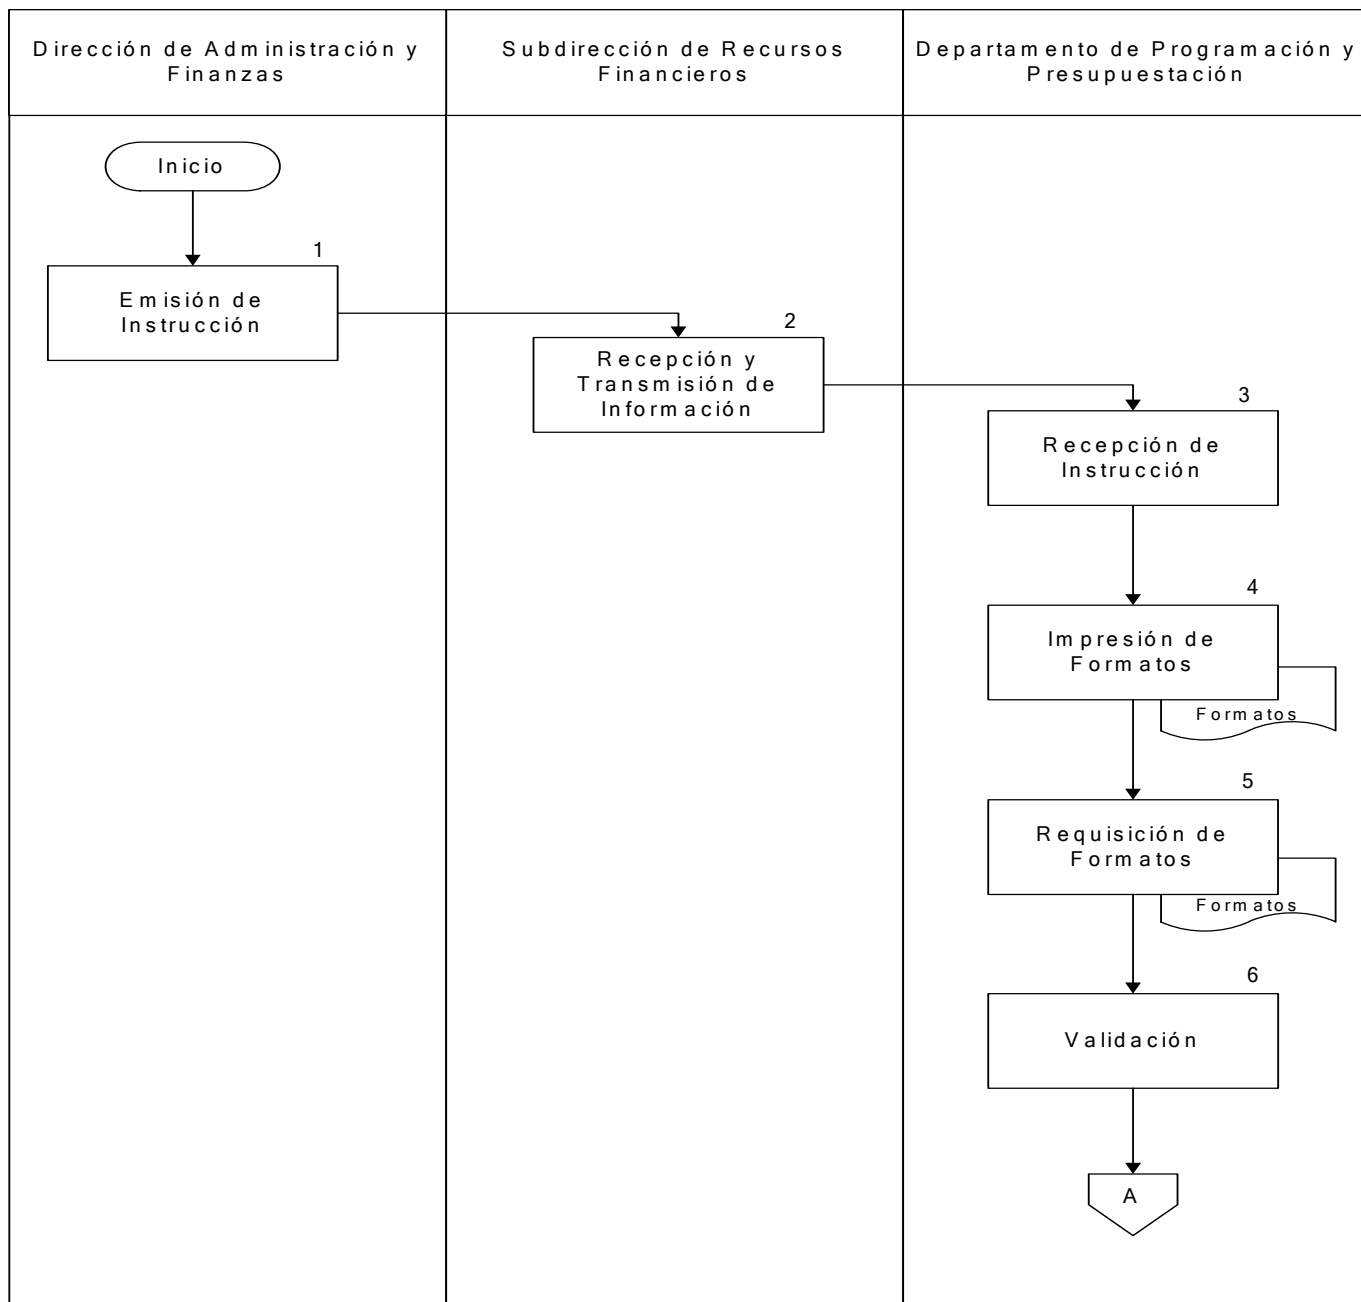 Dirección de Administración y
Finanzas
Subdirección de Recursos
Financieros
Departamento de Programación y
Presupuestación
Inicio
1
Emisión de
Instrucción
2
Recepción y
Transmisión de
Información
3
Recepción de
Instrucción
4
Impresión de
Formatos
Formatos
5
Requisición de
Formatos
Formatos
6
Validación
A